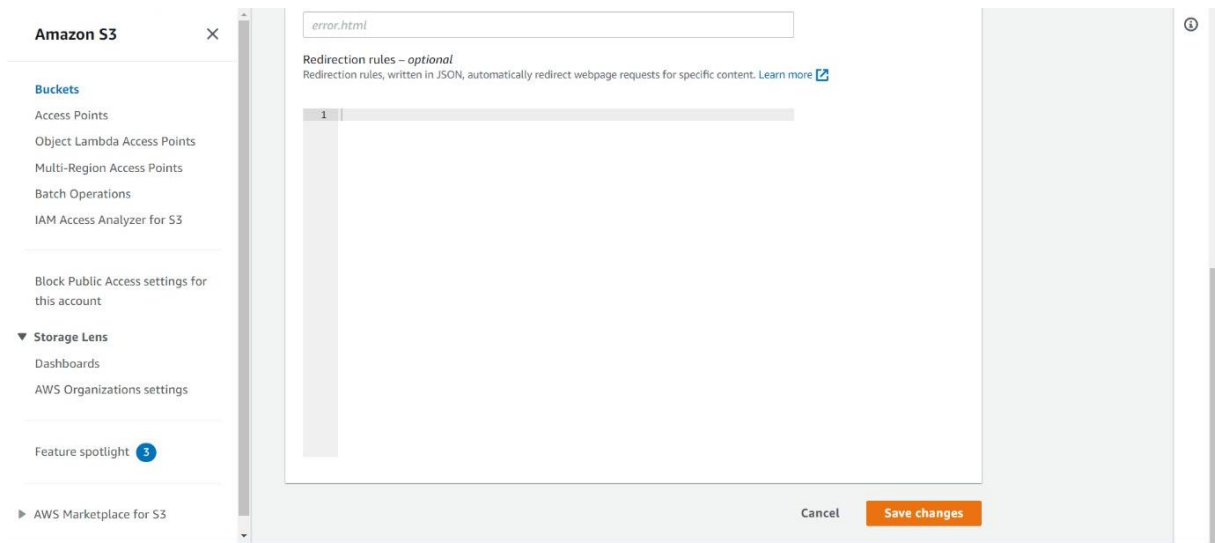 Amazon S3
Buckets
Access Points
Object Lambda Access Points
Multi-Region Access Points
Batch Operations
IAM Access Analyzer for S3
Block Public Access settings for
this account
Storage Lens
Dashboards
AWS Organizations settings
Feature spotlight 3
AWS Marketplace for S3
error.html
Redirection rules – optional
Redirection rules, written in JSON, automatically redirect webpage requests for specific content. Learn more
1
Cancel
Save changes